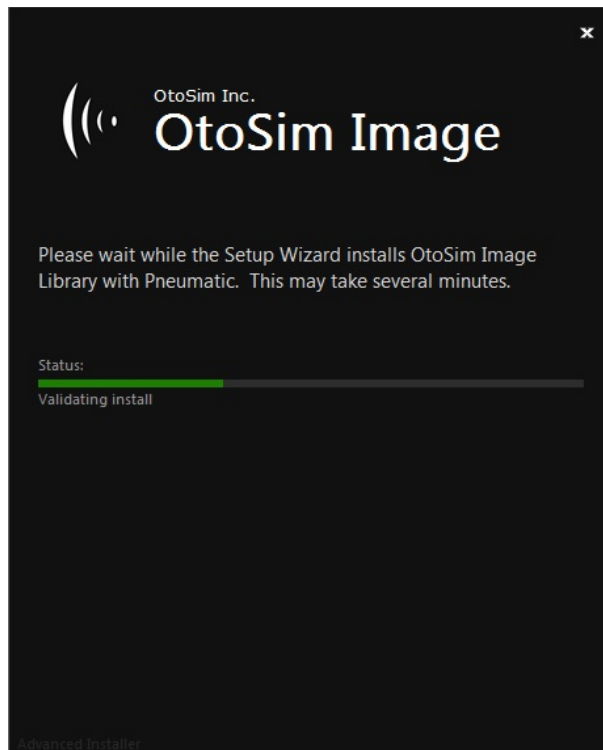 OtoSim Inc.
OtoSim Image
Please wait while the Setup Wizard installs OtoSim Image
Library with Pneumatic.  This may take several minutes.
Status:
Validating install
Advanced Installer